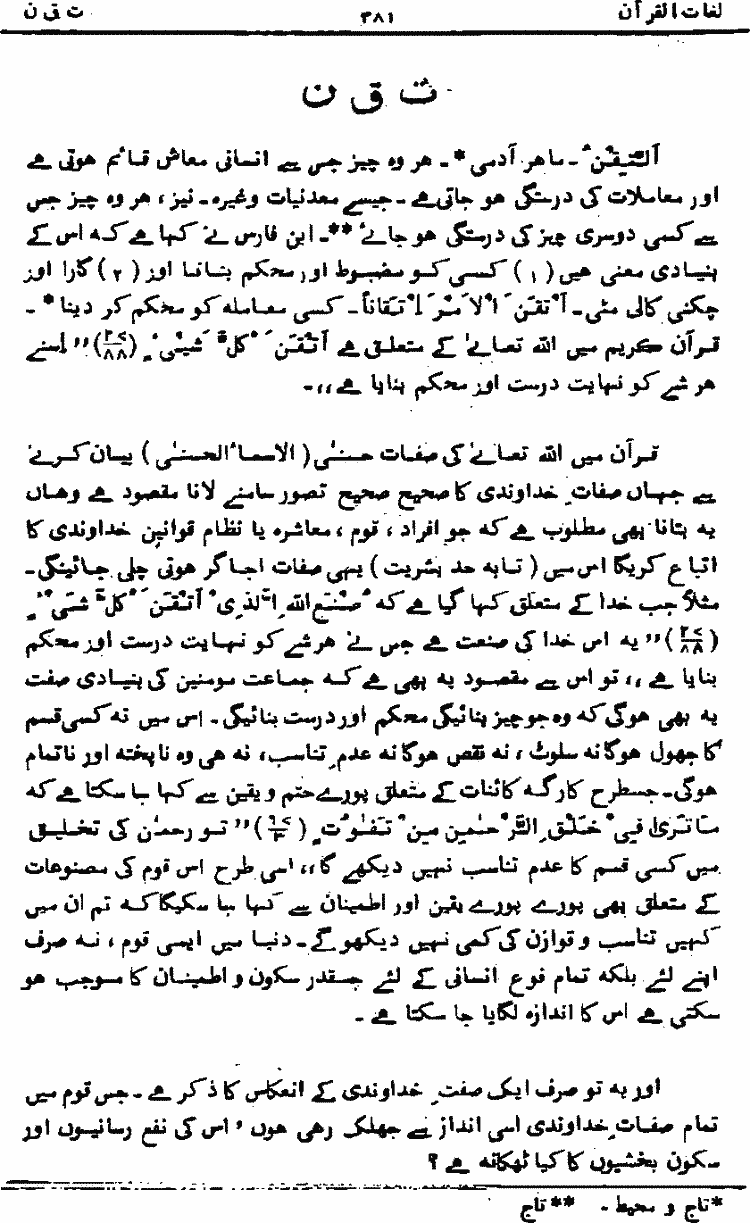 لغات القرآن ۳۸۱ ت ق ن
ت ق ن
اَلتِّقْنُ ۔ ماہر آدمی * ۔ ہر وہ چیز جس سے انسانی معاش قائم ہوتی ہے
اور معاملات کی درستگی ہو جاتی ہے ۔ جیسے معدنیات وغیرہ ۔ نیز ، ہر وہ چیز جس
سے کسی دوسری چیز کی درستگی ہو جائے ** ۔ ابن فارس نے کہا ہے کہ اس کے
بنیادی معنی ہیں (۱) کسی کو مضبوط اور محکم بنانا اور (۲) گارا اور
چکنی کالی مٹی ۔ اَتْقَنَ الْاَمْرَ اِتْقَاناً ۔ کسی معاملہ کو محکم کر دینا * ۔
قرآن کریم میں اللہ تعالےٰ کے متعلق ہے اَتْقَنَ کُلَّ شَیْئیٍ (۲۷/۸۸) ’’ اسنے
ہر شے کو نہایت درست اور محکم بنایا ہے ،، ۔
قرآن میں اللہ تعالےٰ کی صفات حسنیٰ ( الاسماء الحسنیٰ ) بیان کرنے
سے جہاں صفاتِ خداوندی کا صحیح صحیح تصور سامنے لانا مقصود ہے وہاں
یہ بتانا بھی مطلوب ہے کہ جو افراد ، قوم ، معاشرہ یا نظام قوانین خداوندی کا
اتباع کریگا اس میں ( تابہ حد بشریت ) یہی صفات اجاگر ہوتی چلی جائینگی ۔
مثلاً جب خدا کے متعلق کہا گیا ہے کہ صُنْعَ اللہِ الَّذِیْ اَتْقَنَ کُلَّ شَیْءٍ
(۲۷/۸۸) ’’ یہ اس خدا کی صنعت ہے جس نے ہر شے کو نہایت درست اور محکم
بنایا ہے ،، تو اس سے مقصود یہ بھی ہے کہ جماعت مومنین کی بنیادی صفت
یہ بھی ہوگی کہ وہ جو چیز بنائیگی محکم اور درست بنائیگی ۔ اس میں نہ کسی قسم
کا جھول ہوگا نہ سلوٹ ، نہ نقص ہوگا نہ عدم تناسب ، نہ ہی وہ ناپختہ اور ناتمام
ہوگی ۔ جسطرح کارگہ کائنات کے متعلق پورے حتم و یقین سے کہا جا سکتا ہے کہ
مَا تَرٰی فِیْ خَلْقِ الرَّحْمٰنِ مِنْ تَفٰوُتٍ (۶۷/۳) ’’ تو رحمٰن کی تخلیق
میں کسی قسم کا عدم تناسب نہیں دیکھے گا ،، اسی طرح اس قوم کی مصنوعات
کے متعلق بھی پورے پورے یقین اور اطمینان سے کہا جا سکیگا کہ تم ان میں
کہیں تناسب و توازن کی کمی نہیں دیکھو گے ۔ دنیا میں ایسی قوم ، نہ صرف
اپنے لئے بلکہ تمام نوع انسانی کے لئے جسقدر سکون و اطمینان کا موجب ہو
سکتی ہے اس کا اندازہ لگایا جا سکتا ہے ۔
اور یہ تو صرف ایک صفتِ خداوندی کے انعکاس کا ذکر ہے ۔ جس قوم میں
تمام صفاتِ خداوندی اسی انداز سے جھلک رہی ہوں ، اس کی نفع رسانیوں اور
سکون بخشیوں کا کیا ٹھکانہ ہے ؟
*تاج و محیط ۔ **تاج